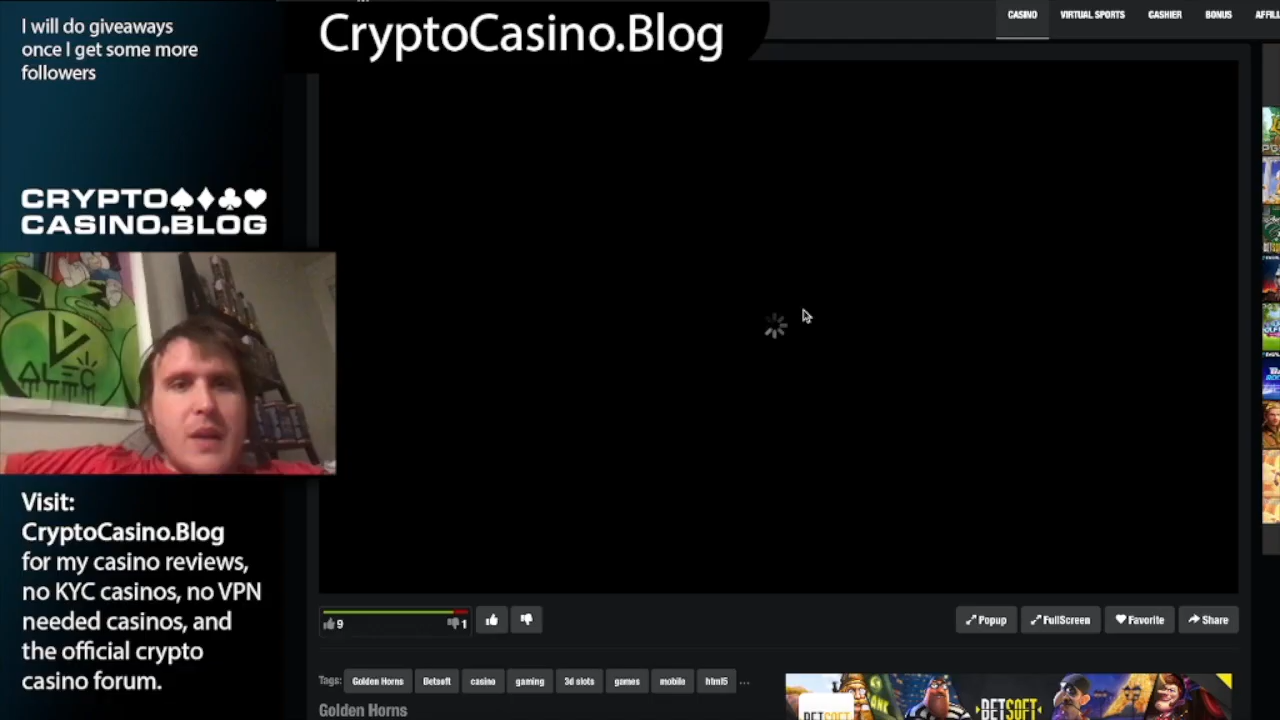 I will do giveaways
once I get some more
followers
CryptoCasino.Blog
CASINO
VIRTUAL SPORTS
CASHIER
BONUS
CRYPTO
CASINO.BLOG
ALEC
Visit:
CryptoCasino.Blog
for my casino reviews,
no KYC casinos, no VPN
needed casinos, and
the official crypto
casino forum.
9
1
Popup
FullScreen
Favorite
Share
Tags:
Golden Horns
Betsoft
casino
gaming
3d slots
games
mobile
html5
...
Golden Horns
BETSOFT
BETSOFT